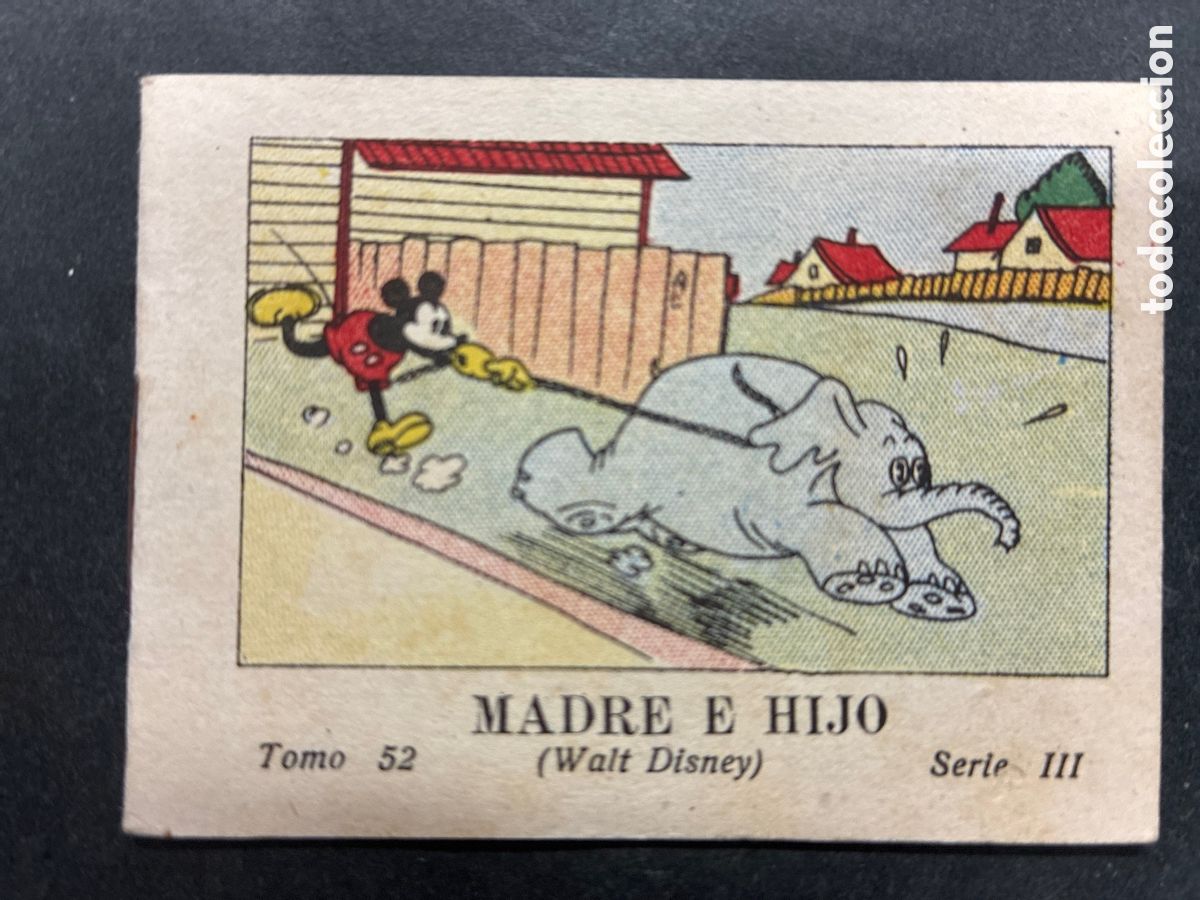 MADRE E HIJO
Tomo 52 (Walt Disney) Serie III
todocoleccion